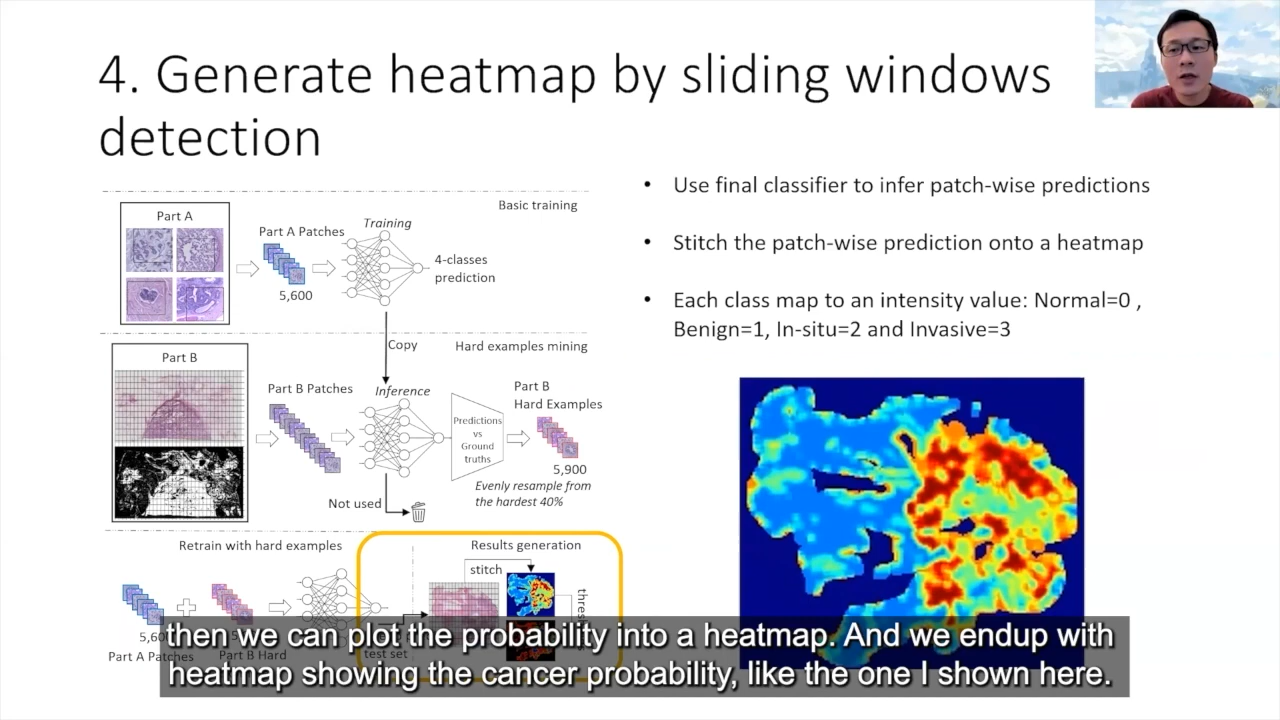 4. Generate heatmap by sliding windows
detection
Basic training
Part A
Part A Patches
Training
5,600
4-classes
prediction
Copy
Hard examples mining
Part B
Part B Patches
Inference
Part B
Hard Examples
Predictions
vs
Ground
truths
5,900
Evenly resample from
the hardest 40%
Not used
Retrain with hard examples
Results generation
stitch
Part A Patches
Part B Hard
test set
• Use final classifier to infer patch-wise predictions
• Stitch the patch-wise prediction onto a heatmap
• Each class map to an intensity value: Normal=0 ,
Benign=1, In-situ=2 and Invasive=3
then we can plot the probability into a heatmap. And we endup with
heatmap showing the cancer probability, like the one I shown here.